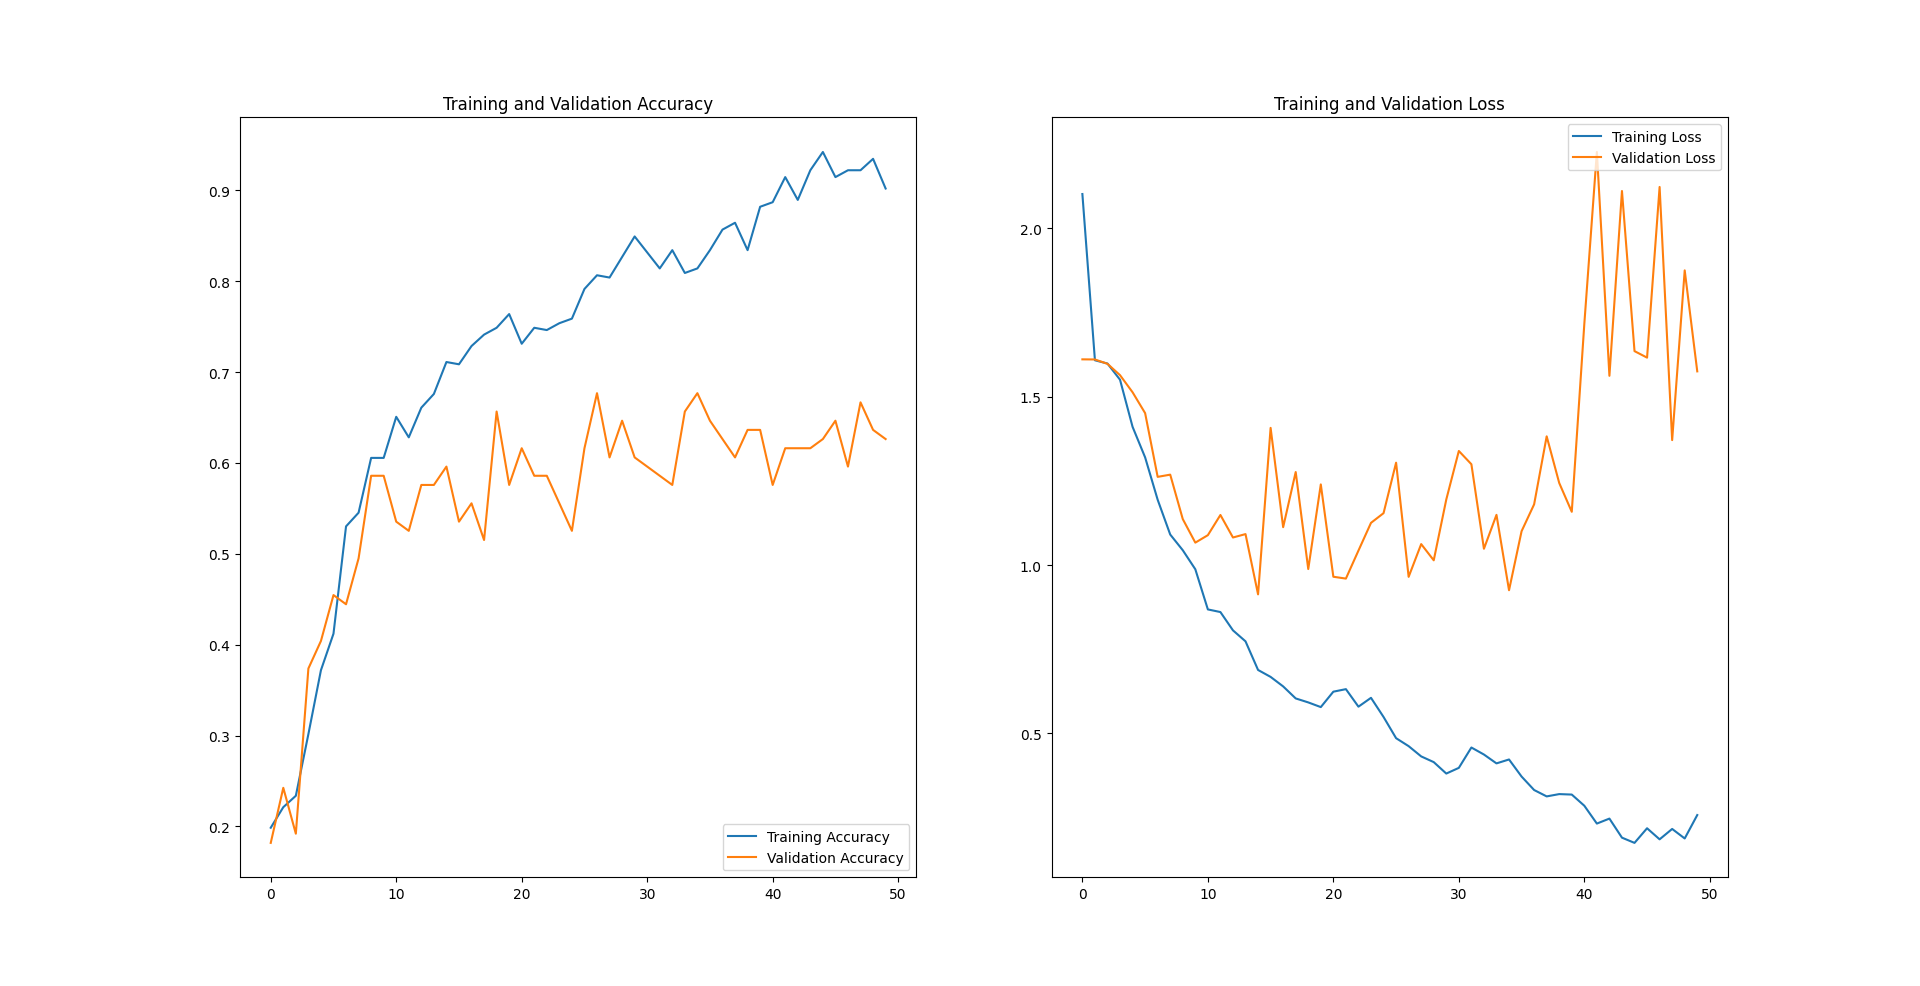 Training and Validation Accuracy
0.9
0.8
0.7
0.6
0.5
0.4
0.3
0.2
0 10 20 30 40 50
Training Accuracy
Validation Accuracy
Training and Validation Loss
2.0
1.5
1.0
0.5
0 10 20 30 40 50
Training Loss
Validation Loss